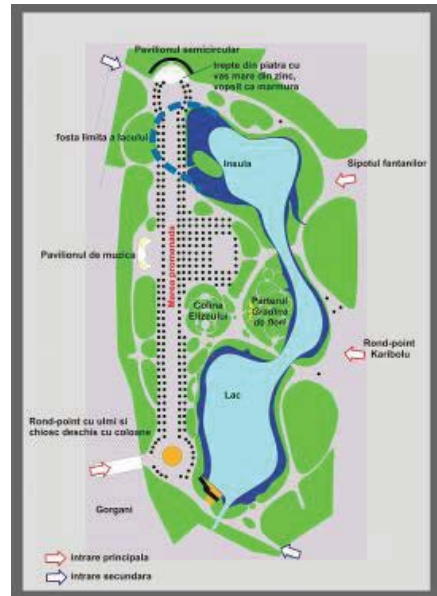 Pavilionul semicircular
trepte din piatra cu
vas mare din zinc,
vopsit ca marmura
fosta limita a lacului
Insula
Sipotul fantanilor
Marea promenada
Pavilionul de muzica
Colina
Elizeului
Parterul
Gradina
de flori
Rond-point
Karibolu
Lac
Rond-point cu ulmi si
chiosc deschis cu coloane
Gorgani
intrare principala
intrare secundara